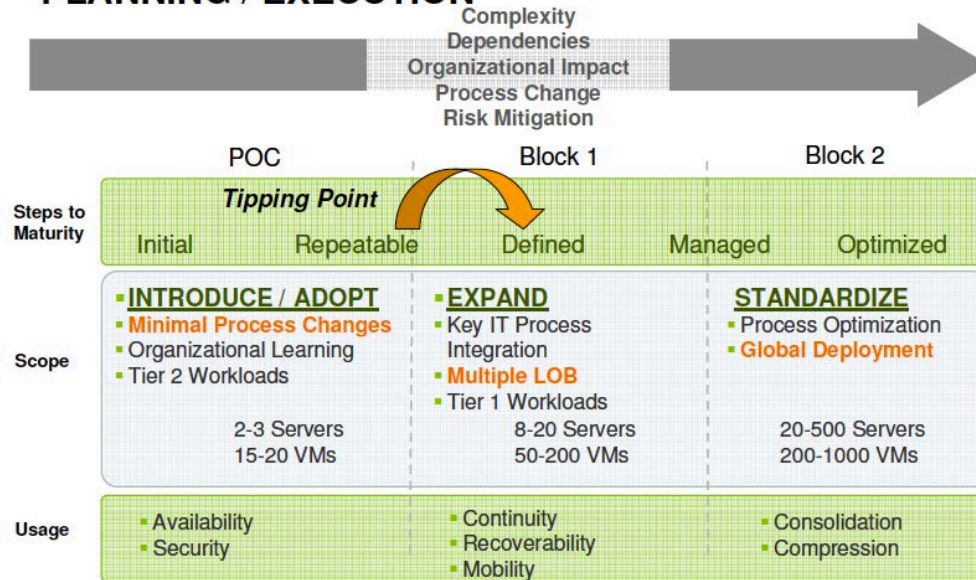 PLANNING / EXECUTION
Complexity
Dependencies
Organizational Impact
Process Change
Risk Mitigation
POC
Block 1
Block 2
Steps to
Maturity
Tipping Point
Initial
Repeatable
Defined
Managed
Optimized
Scope
INTRODUCE / ADOPT
Minimal Process Changes
Organizational Learning
Tier 2 Workloads
2-3 Servers
15-20 VMs
EXPAND
Key IT Process
Integration
Multiple LOB
Tier 1 Workloads
8-20 Servers
50-200 VMs
STANDARDIZE
Process Optimization
Global Deployment
20-500 Servers
200-1000 VMs
Usage
Availability
Security
Continuity
Recoverability
Mobility
Consolidation
Compression